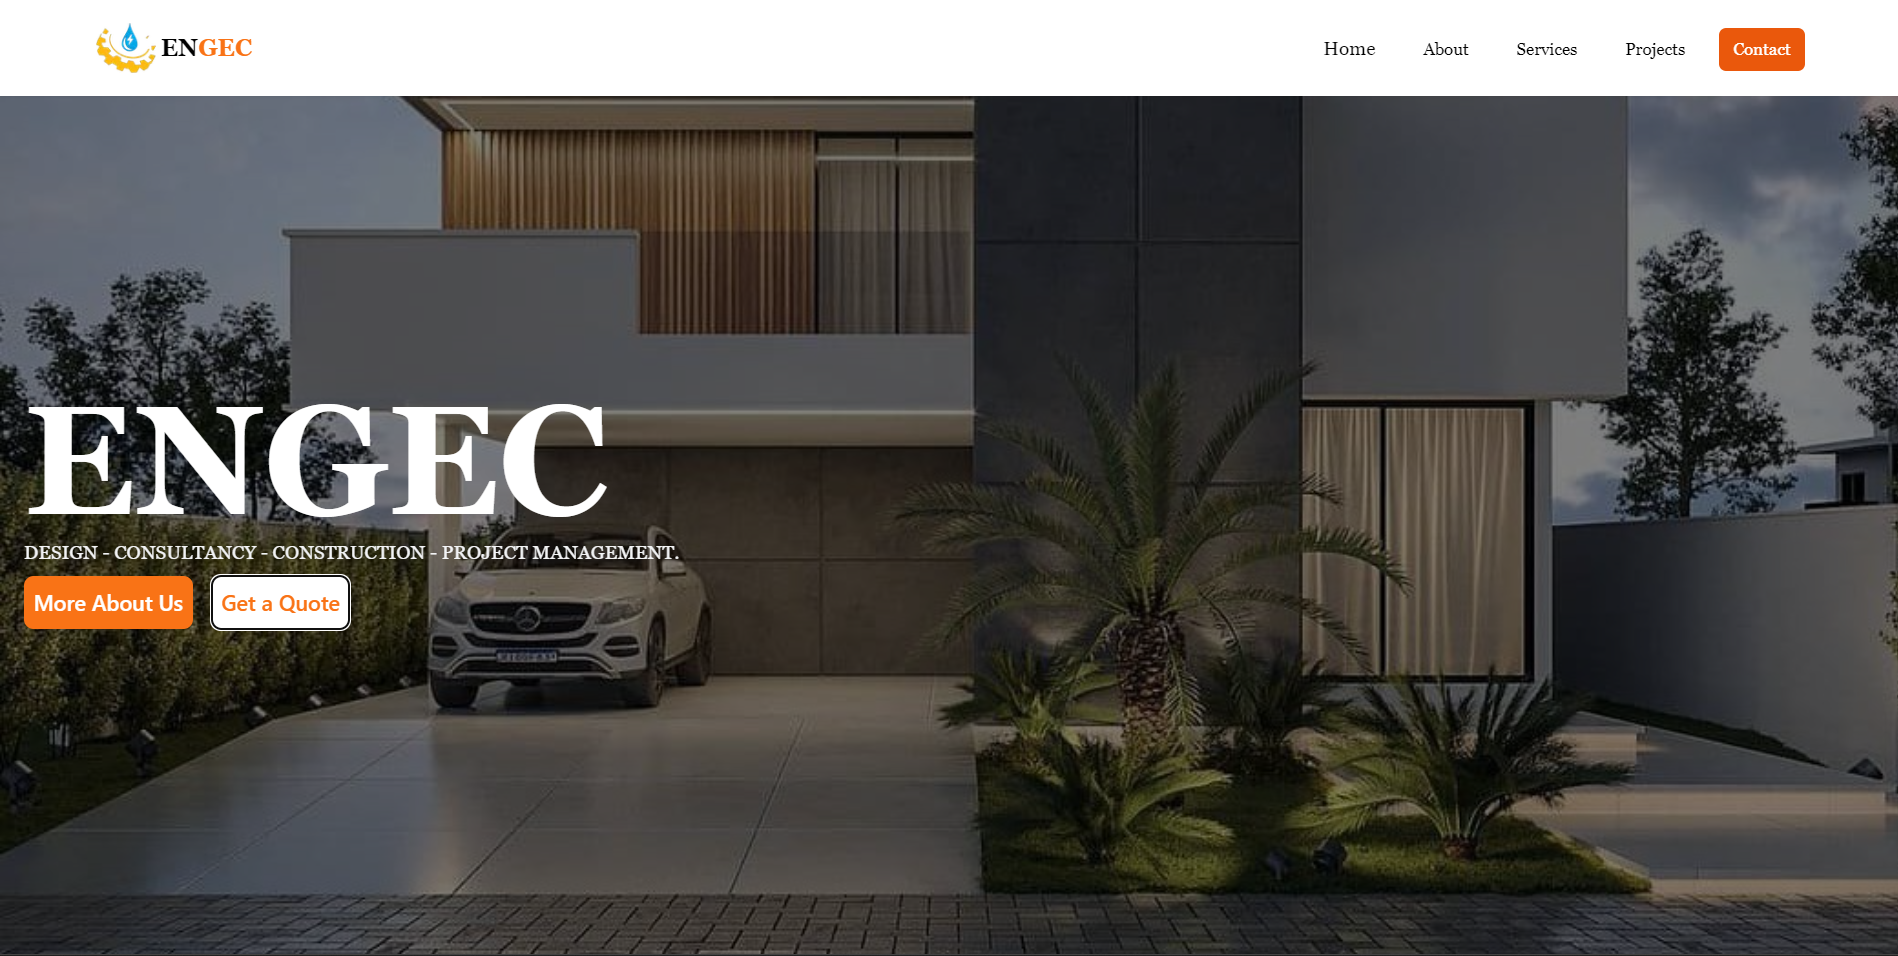 ENGEC
Home About Services Projects Contact
ENGEC
DESIGN - CONSULTANCY - CONSTRUCTION - PROJECT MANAGEMENT.
More About Us Get a Quote